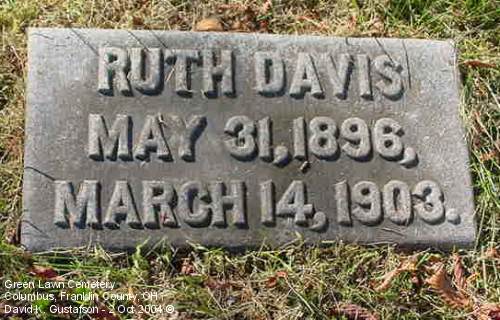 RUTH DAVIS
MAY 31, 1896,
MARCH 14, 1903.
Green Lawn Cemetery
Columbus, Franklin County, OH
David K. Gustafson - 2 Oct 2004 ©